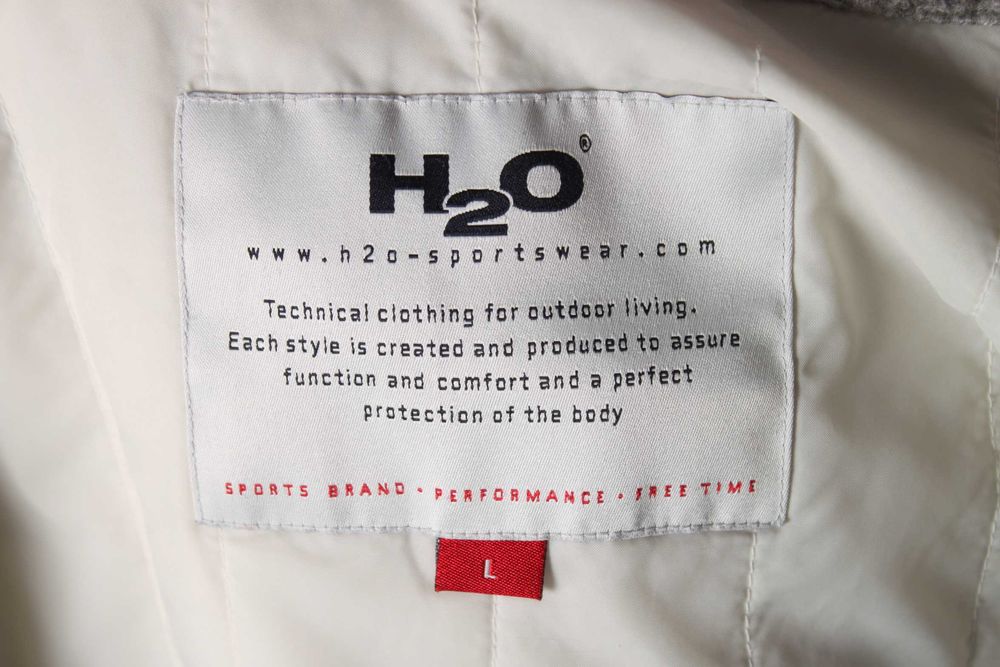 H2O®
www.h2o-sportswear.com
Technical clothing for outdoor living.
Each style is created and produced to assure
function and comfort and a perfect
protection of the body
SPORTS BRAND · PERFORMANCE · FREE TIME
L